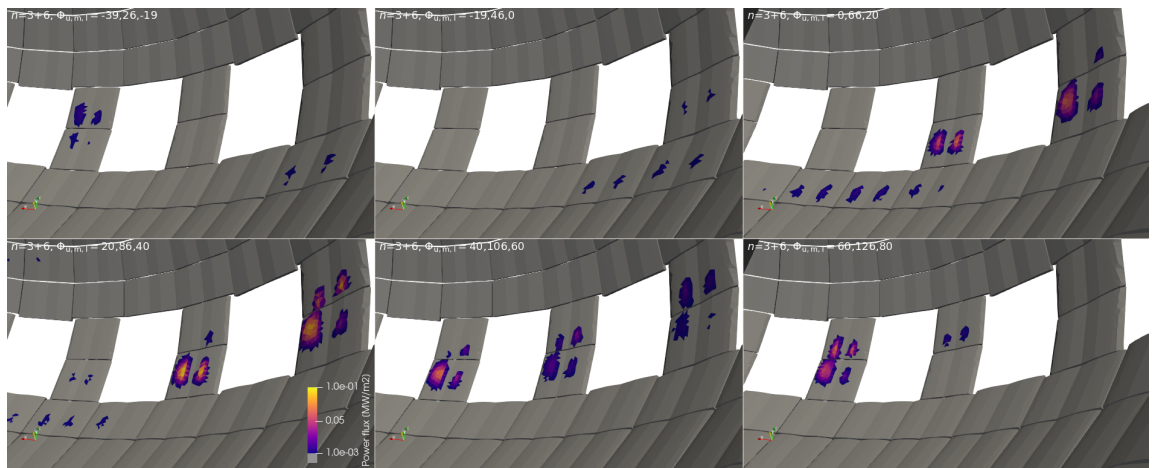 n=3+6, Φu,m,l = -39,26,-19
n=3+6, Φu,m,l = -19,46,0
n=3+6, Φu,m,l = 0,66,20
n=3+6, Φu,m,l = 20,86,40
n=3+6, Φu,m,l = 40,106,60
n=3+6, Φu,m,l = 60,126,80
1.0e-01
0.05
1.0e-03
Power flux (MW/m2)